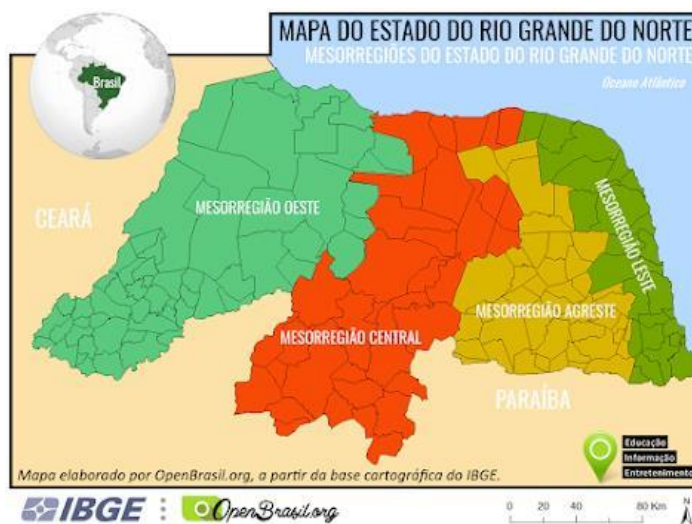 MAPA DO ESTADO DO RIO GRANDE DO NORTE
MESORREGIÕES DO ESTADO DO RIO GRANDE DO NORTE
Oceano Atlântico
Brasil
CEARÁ
MESORREGIÃO OESTE
MESORREGIÃO LESTE
MESORREGIÃO AGRESTE
MESORREGIÃO CENTRAL
PARAÍBA
Educação
Informação
Entretenimento
Mapa elaborado por OpenBrasil.org, a partir da base cartográfica do IBGE.
IBGE
OpenBrasil.org
0 20 40 80 Km
N